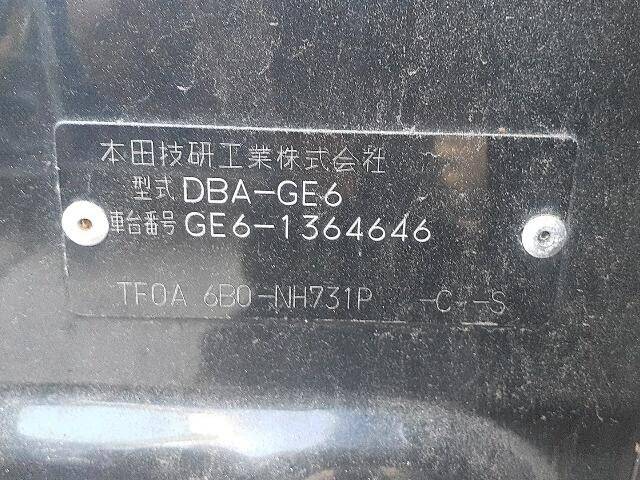 本田技研工業株式会社
型式 DBA-GE6
車台番号 GE6-1364646
TF0A 6B0-NH731P -C--S